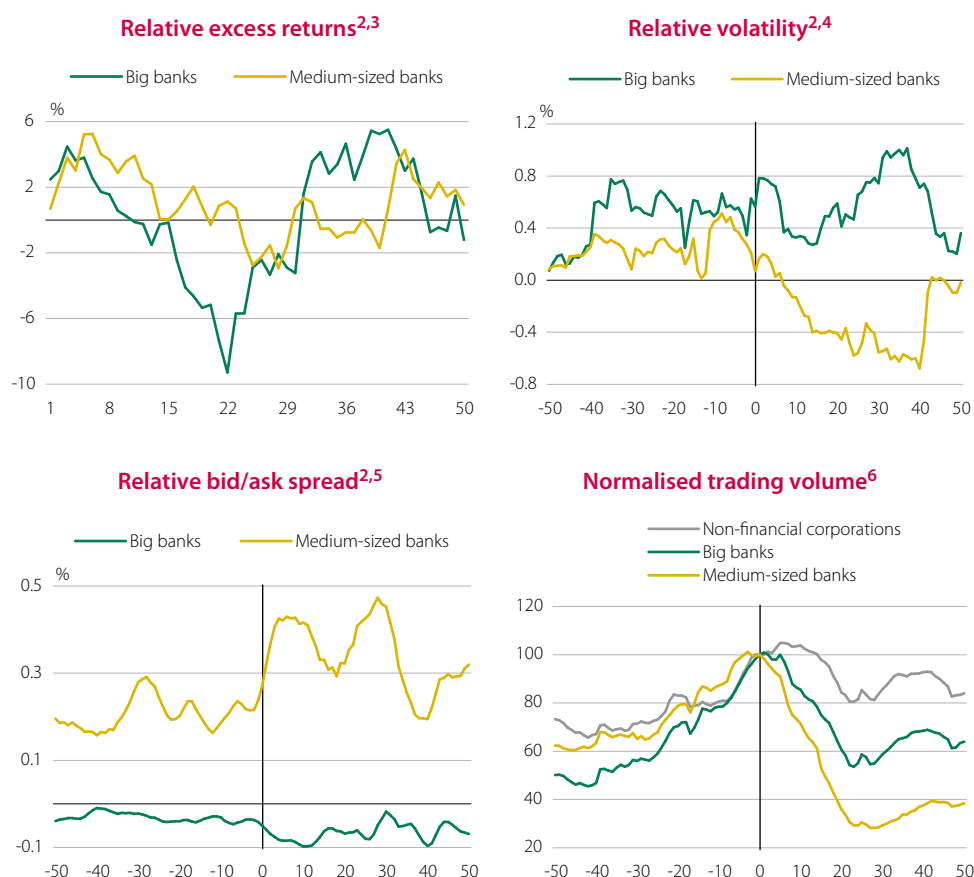 Relative excess returns2,3
Big banks Medium-sized banks
%
6
2
-2
-6
-10
1 8 15 22 29 36 43 50
Relative volatility2,4
Big banks Medium-sized banks
%
1.2
0.8
0.4
0.0
-0.4
-0.8
-50 -40 -30 -20 -10 0 10 20 30 40 50
Relative bid/ask spread2,5
Big banks Medium-sized banks
%
0.5
0.3
0.1
-0.1
-50 -40 -30 -20 -10 0 10 20 30 40 50
Normalised trading volume6
Non-financial corporations
Big banks
Medium-sized banks
120
100
80
60
40
20
-50 -40 -30 -20 -10 0 10 20 30 40 50